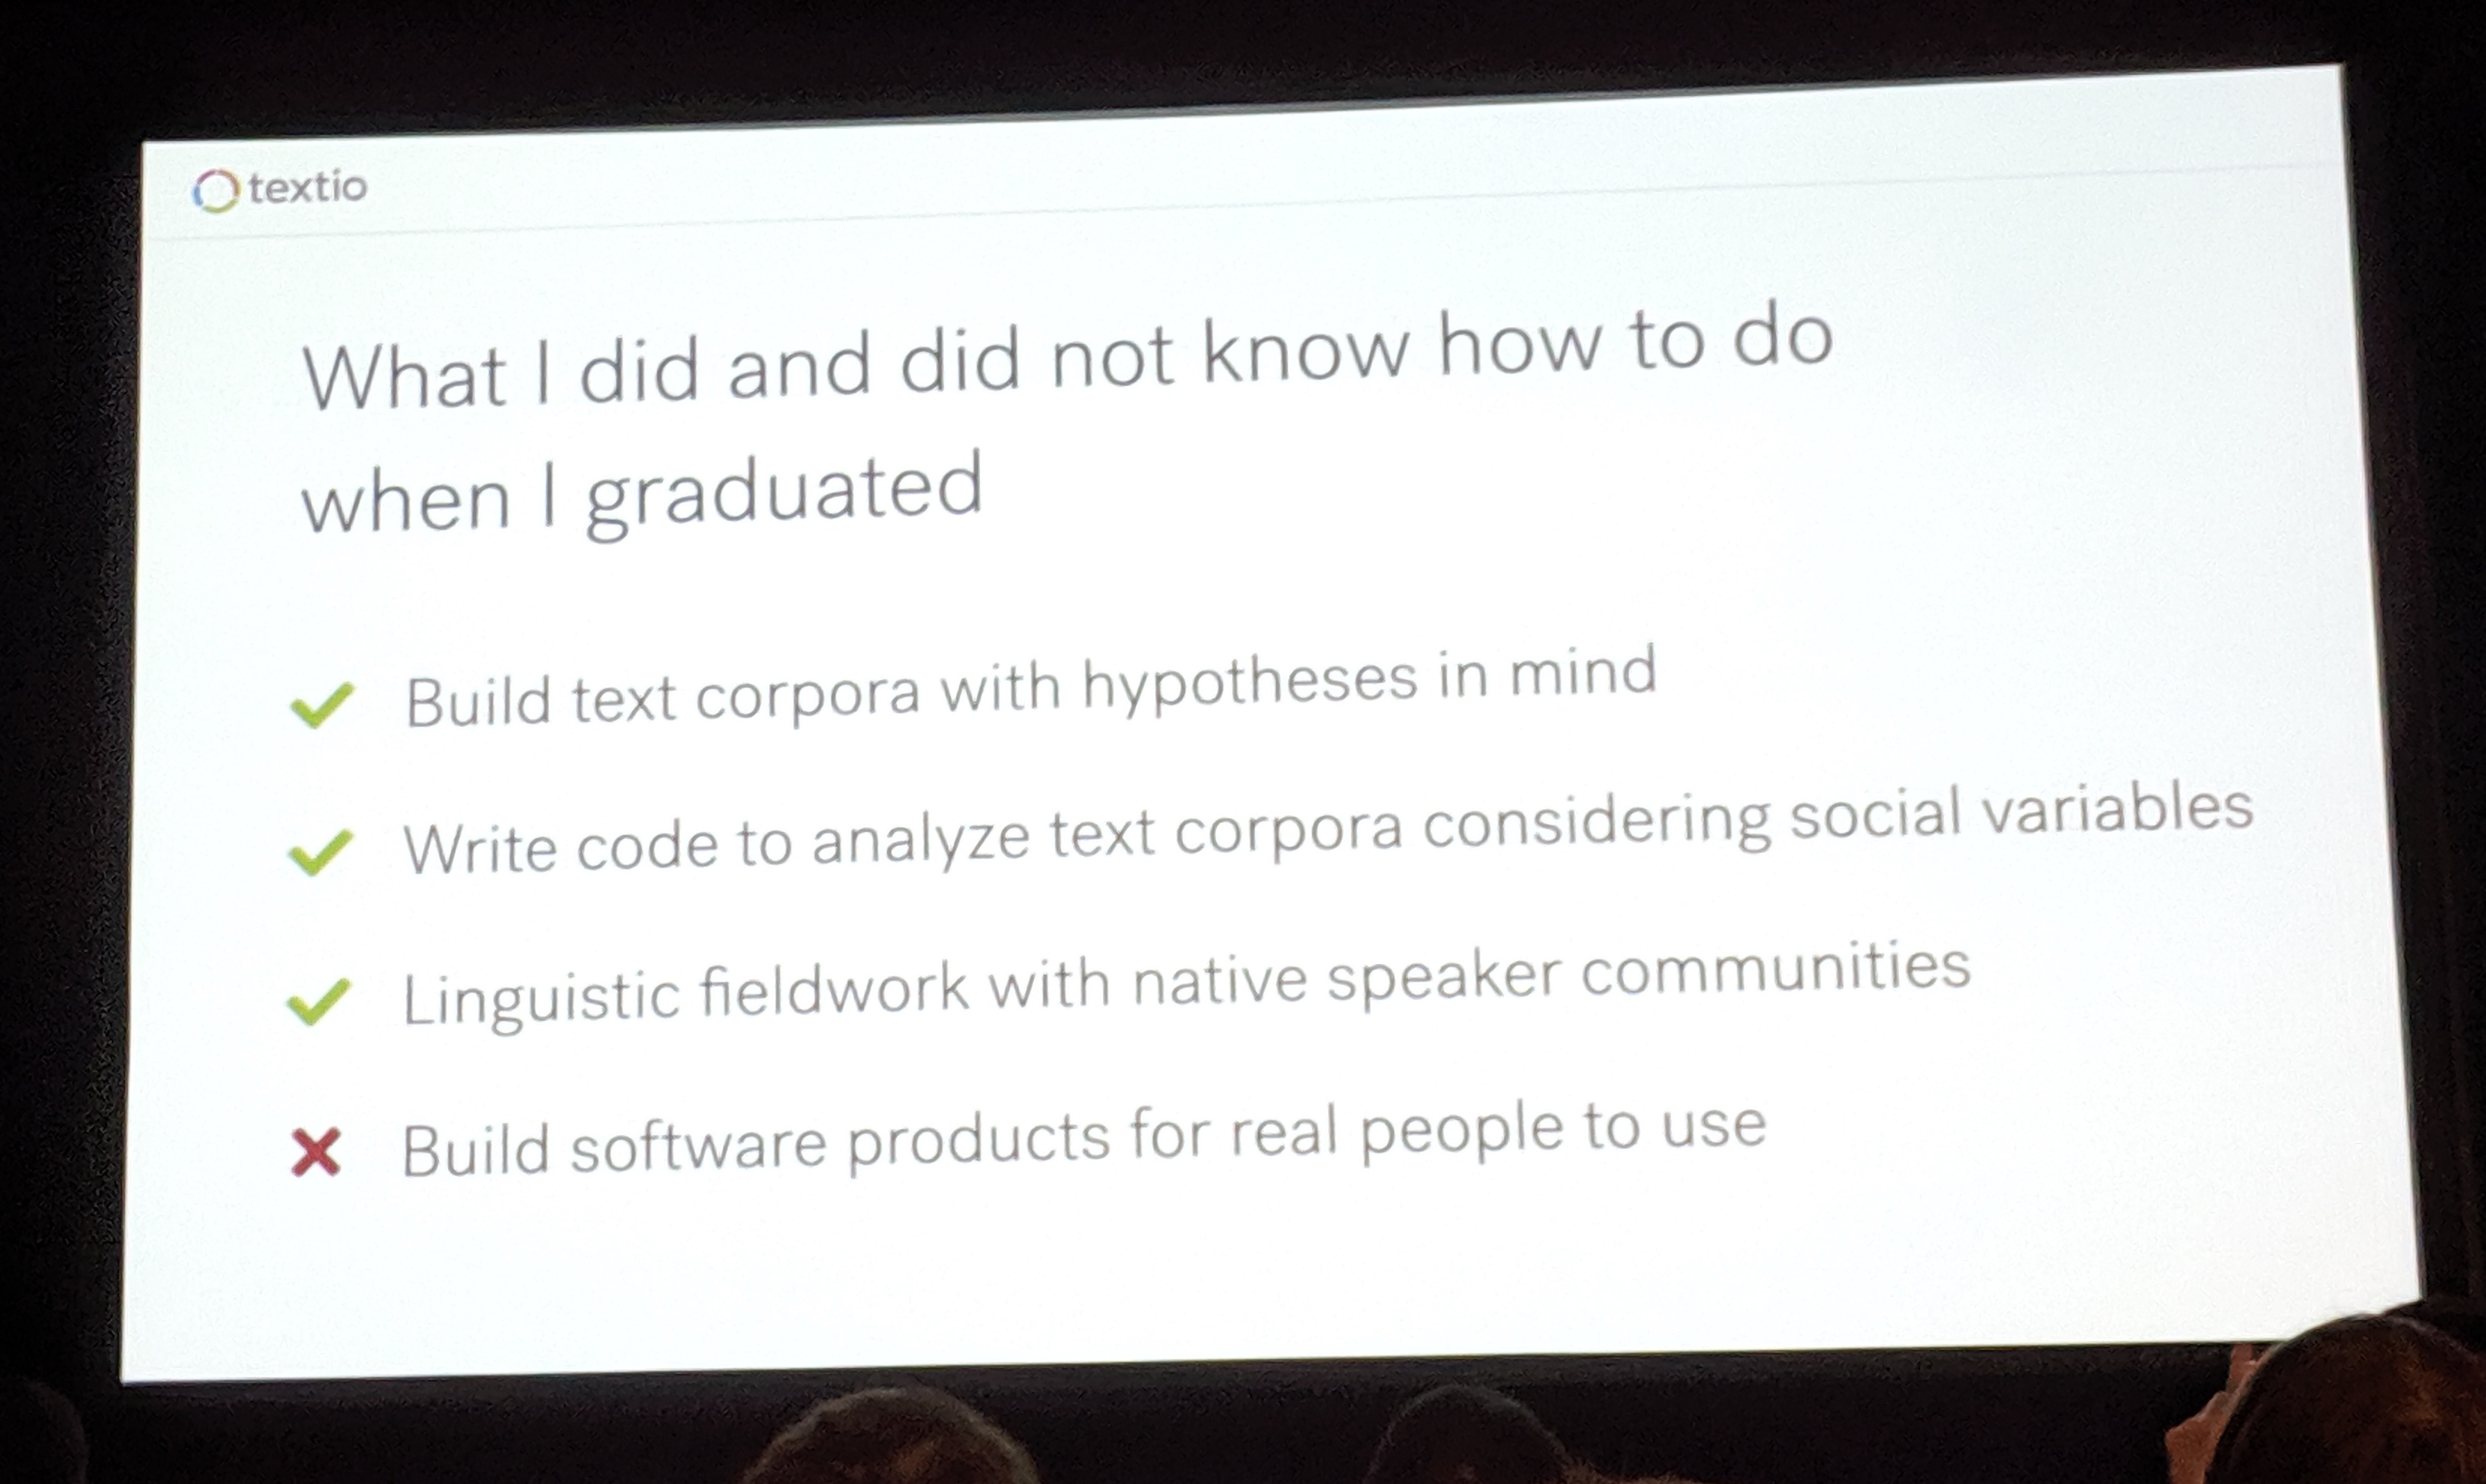 textio
What I did and did not know how to do
when I graduated
Build text corpora with hypotheses in mind
Write code to analyze text corpora considering social variables
Linguistic fieldwork with native speaker communities
Build software products for real people to use